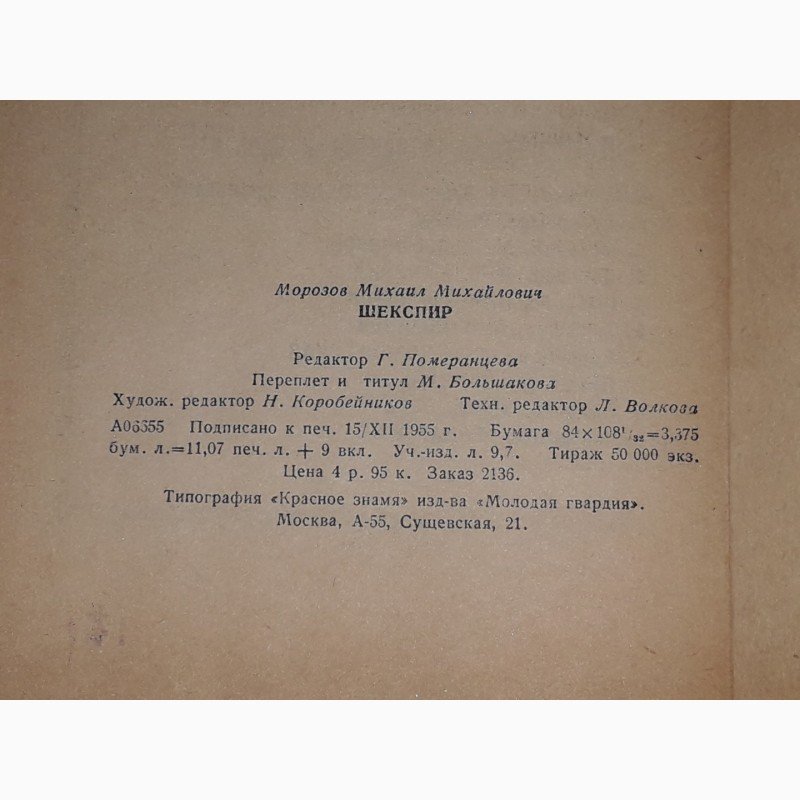 Морозов Михаил Михайлович
ШЕКСПИР
Редактор Г. Померанцева
Переплет и титул М. Большакова
Худож. редактор Н. Коробейников Техн. редактор Л. Волкова
А06355 Подписано к печ. 15/XII 1955 г. Бумага 84×108¹/₃₂=3,375
бум. л.=11,07 печ. л. + 9 вкл. Уч.-изд. л. 9,7. Тираж 50 000 экз.
Цена 4 р. 95 к. Заказ 2136.
Типография «Красное знамя» изд-ва «Молодая гвардия».
Москва, А-55, Сущевская, 21.